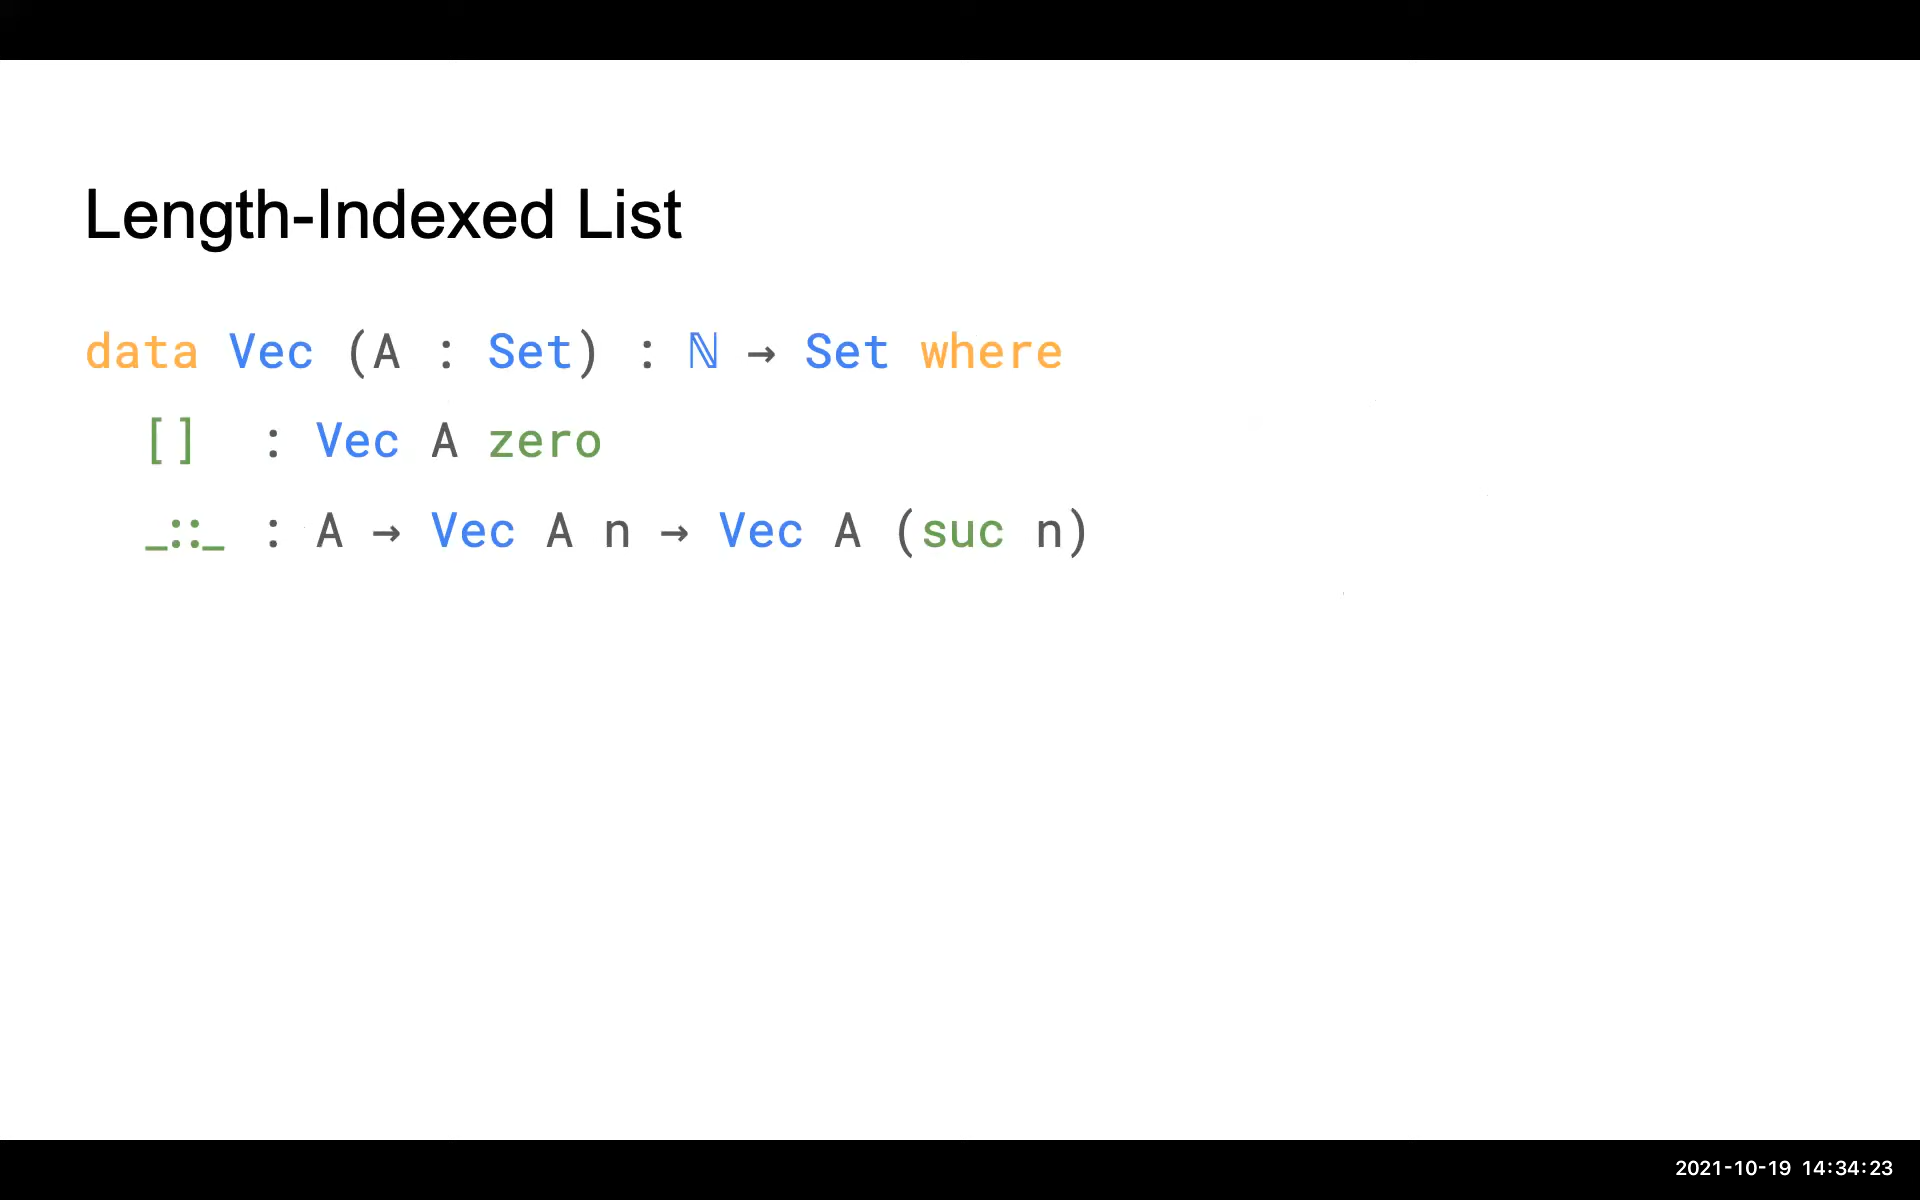 Length-Indexed List
data Vec (A : Set) : ℕ → Set where
[] : Vec A zero
_::_ : A → Vec A n → Vec A (suc n)
2021-10-19 14:34:23